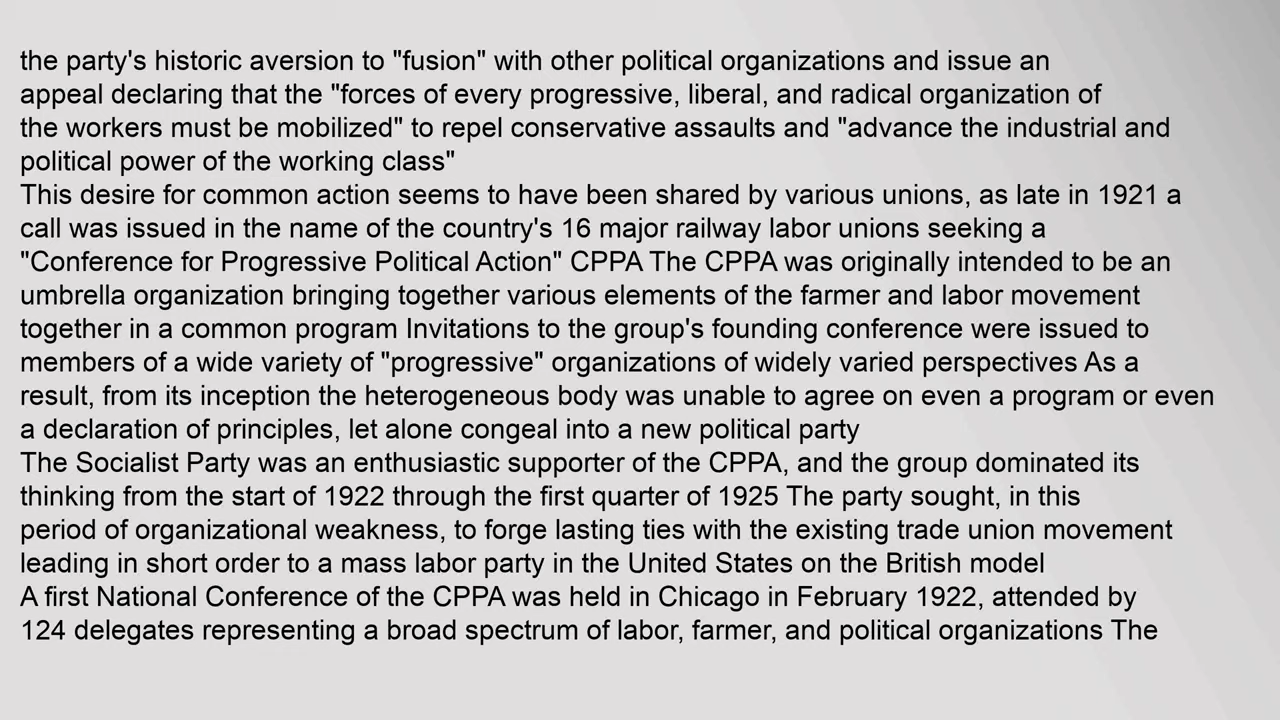 the party's historic aversion to "fusion" with other political organizations and issue an
appeal declaring that the "forces of every progressive, liberal, and radical organization of
the workers must be mobilized" to repel conservative assaults and "advance the industrial and
political power of the working class"
This desire for common action seems to have been shared by various unions, as late in 1921 a
call was issued in the name of the country's 16 major railway labor unions seeking a
"Conference for Progressive Political Action" CPPA The CPPA was originally intended to be an
umbrella organization bringing together various elements of the farmer and labor movement
together in a common program Invitations to the group's founding conference were issued to
members of a wide variety of "progressive" organizations of widely varied perspectives As a
result, from its inception the heterogeneous body was unable to agree on even a program or even
a declaration of principles, let alone congeal into a new political party
The Socialist Party was an enthusiastic supporter of the CPPA, and the group dominated its
thinking from the start of 1922 through the first quarter of 1925 The party sought, in this
period of organizational weakness, to forge lasting ties with the existing trade union movement
leading in short order to a mass labor party in the United States on the British model
A first National Conference of the CPPA was held in Chicago in February 1922, attended by
124 delegates representing a broad spectrum of labor, farmer, and political organizations The